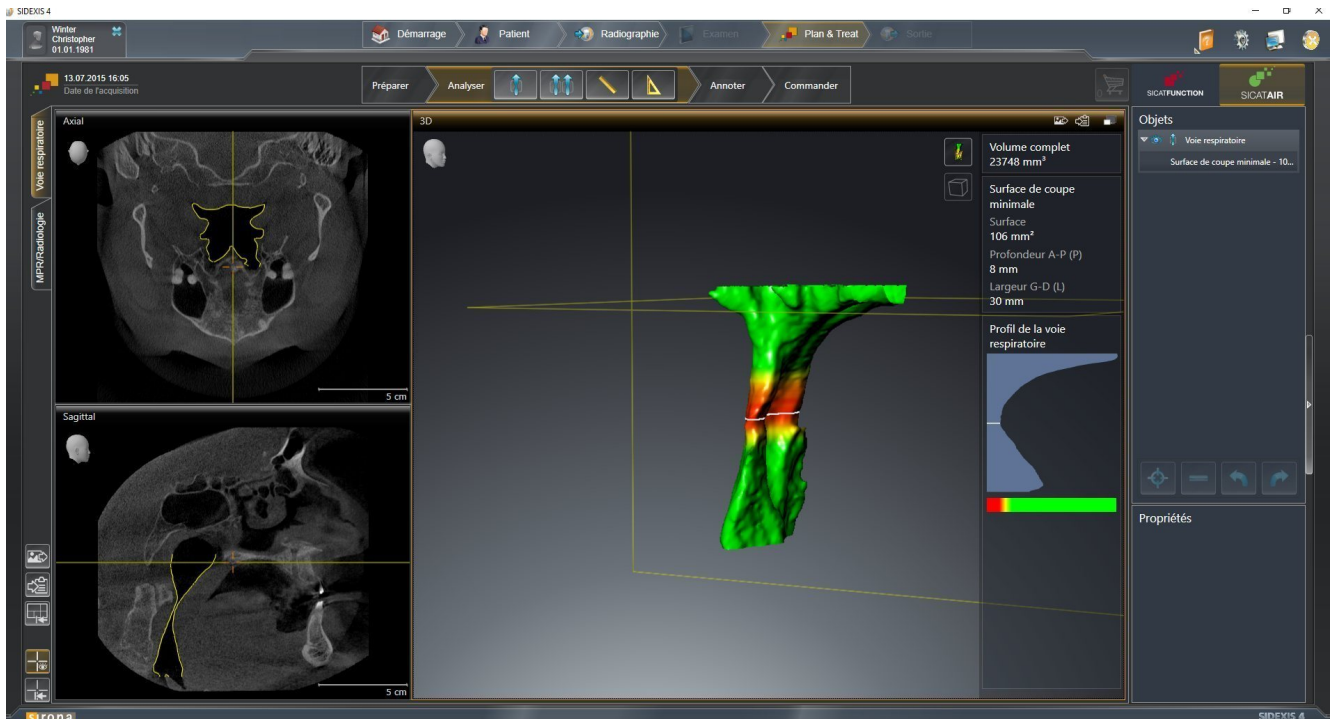 SIDEXIS 4
Winter
Christopher
01.01.1981
Démarrage
Patient
Radiographie
Examen
Plan & Treat
Sortie
13.07.2015 16:05
Date de l'acquisition
Préparer
Analyser
Annoter
Commander
SICATFUNCTION
SICATAIR
Voie respiratoire
MPR/Radiologie
Axial
5 cm
Sagittal
5 cm
3D
Volume complet
23748 mm³
Surface de coupe
minimale
Surface
106 mm²
Profondeur A-P (P)
8 mm
Largeur G-D (L)
30 mm
Profil de la voie
respiratoire
Objets
Voie respiratoire
Surface de coupe minimale - 10...
Propriétés
sirona
SIDEXIS 4